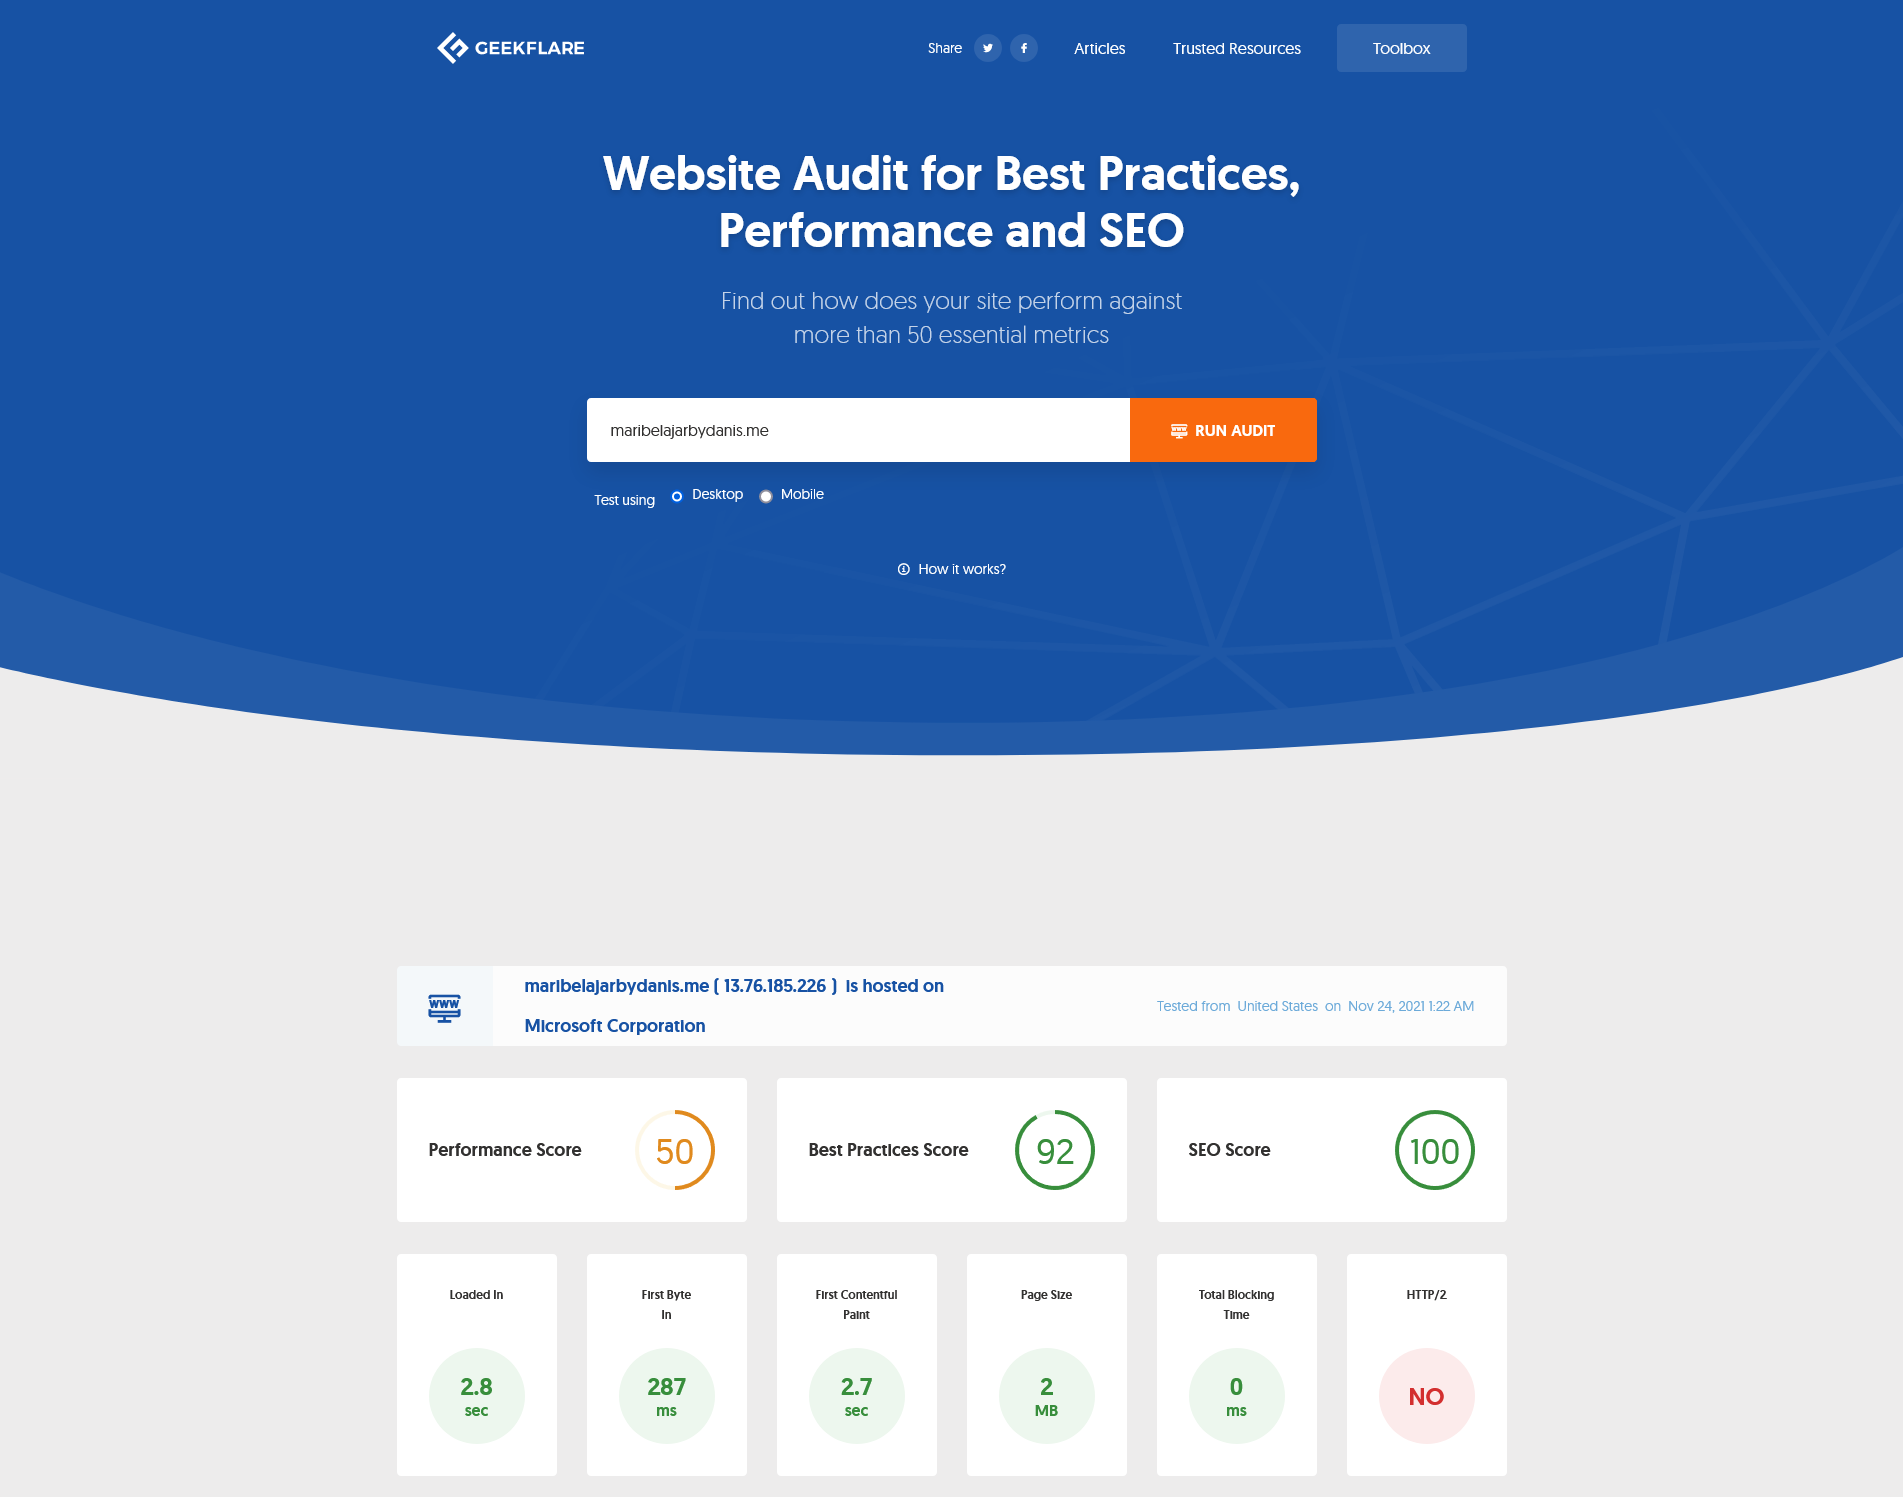 GEEKFLARE
Share
Articles
Trusted Resources
Toolbox
Website Audit for Best Practices,
Performance and SEO
Find out how does your site perform against
more than 50 essential metrics
maribelajarbydanis.me
WWW
RUN AUDIT
Test using
Desktop
Mobile
How it works?
WWW
maribelajarbydanis.me ( 13.76.185.226 ) is hosted on
Microsoft Corporation
Tested from United States on Nov 24, 2021 1:22 AM
Performance Score
50
Best Practices Score
92
SEO Score
100
Loaded In
2.8
sec
First Byte
In
287
ms
First Contentful
Paint
2.7
sec
Page Size
2
MB
Total Blocking
Time
0
ms
HTTP/2
NO